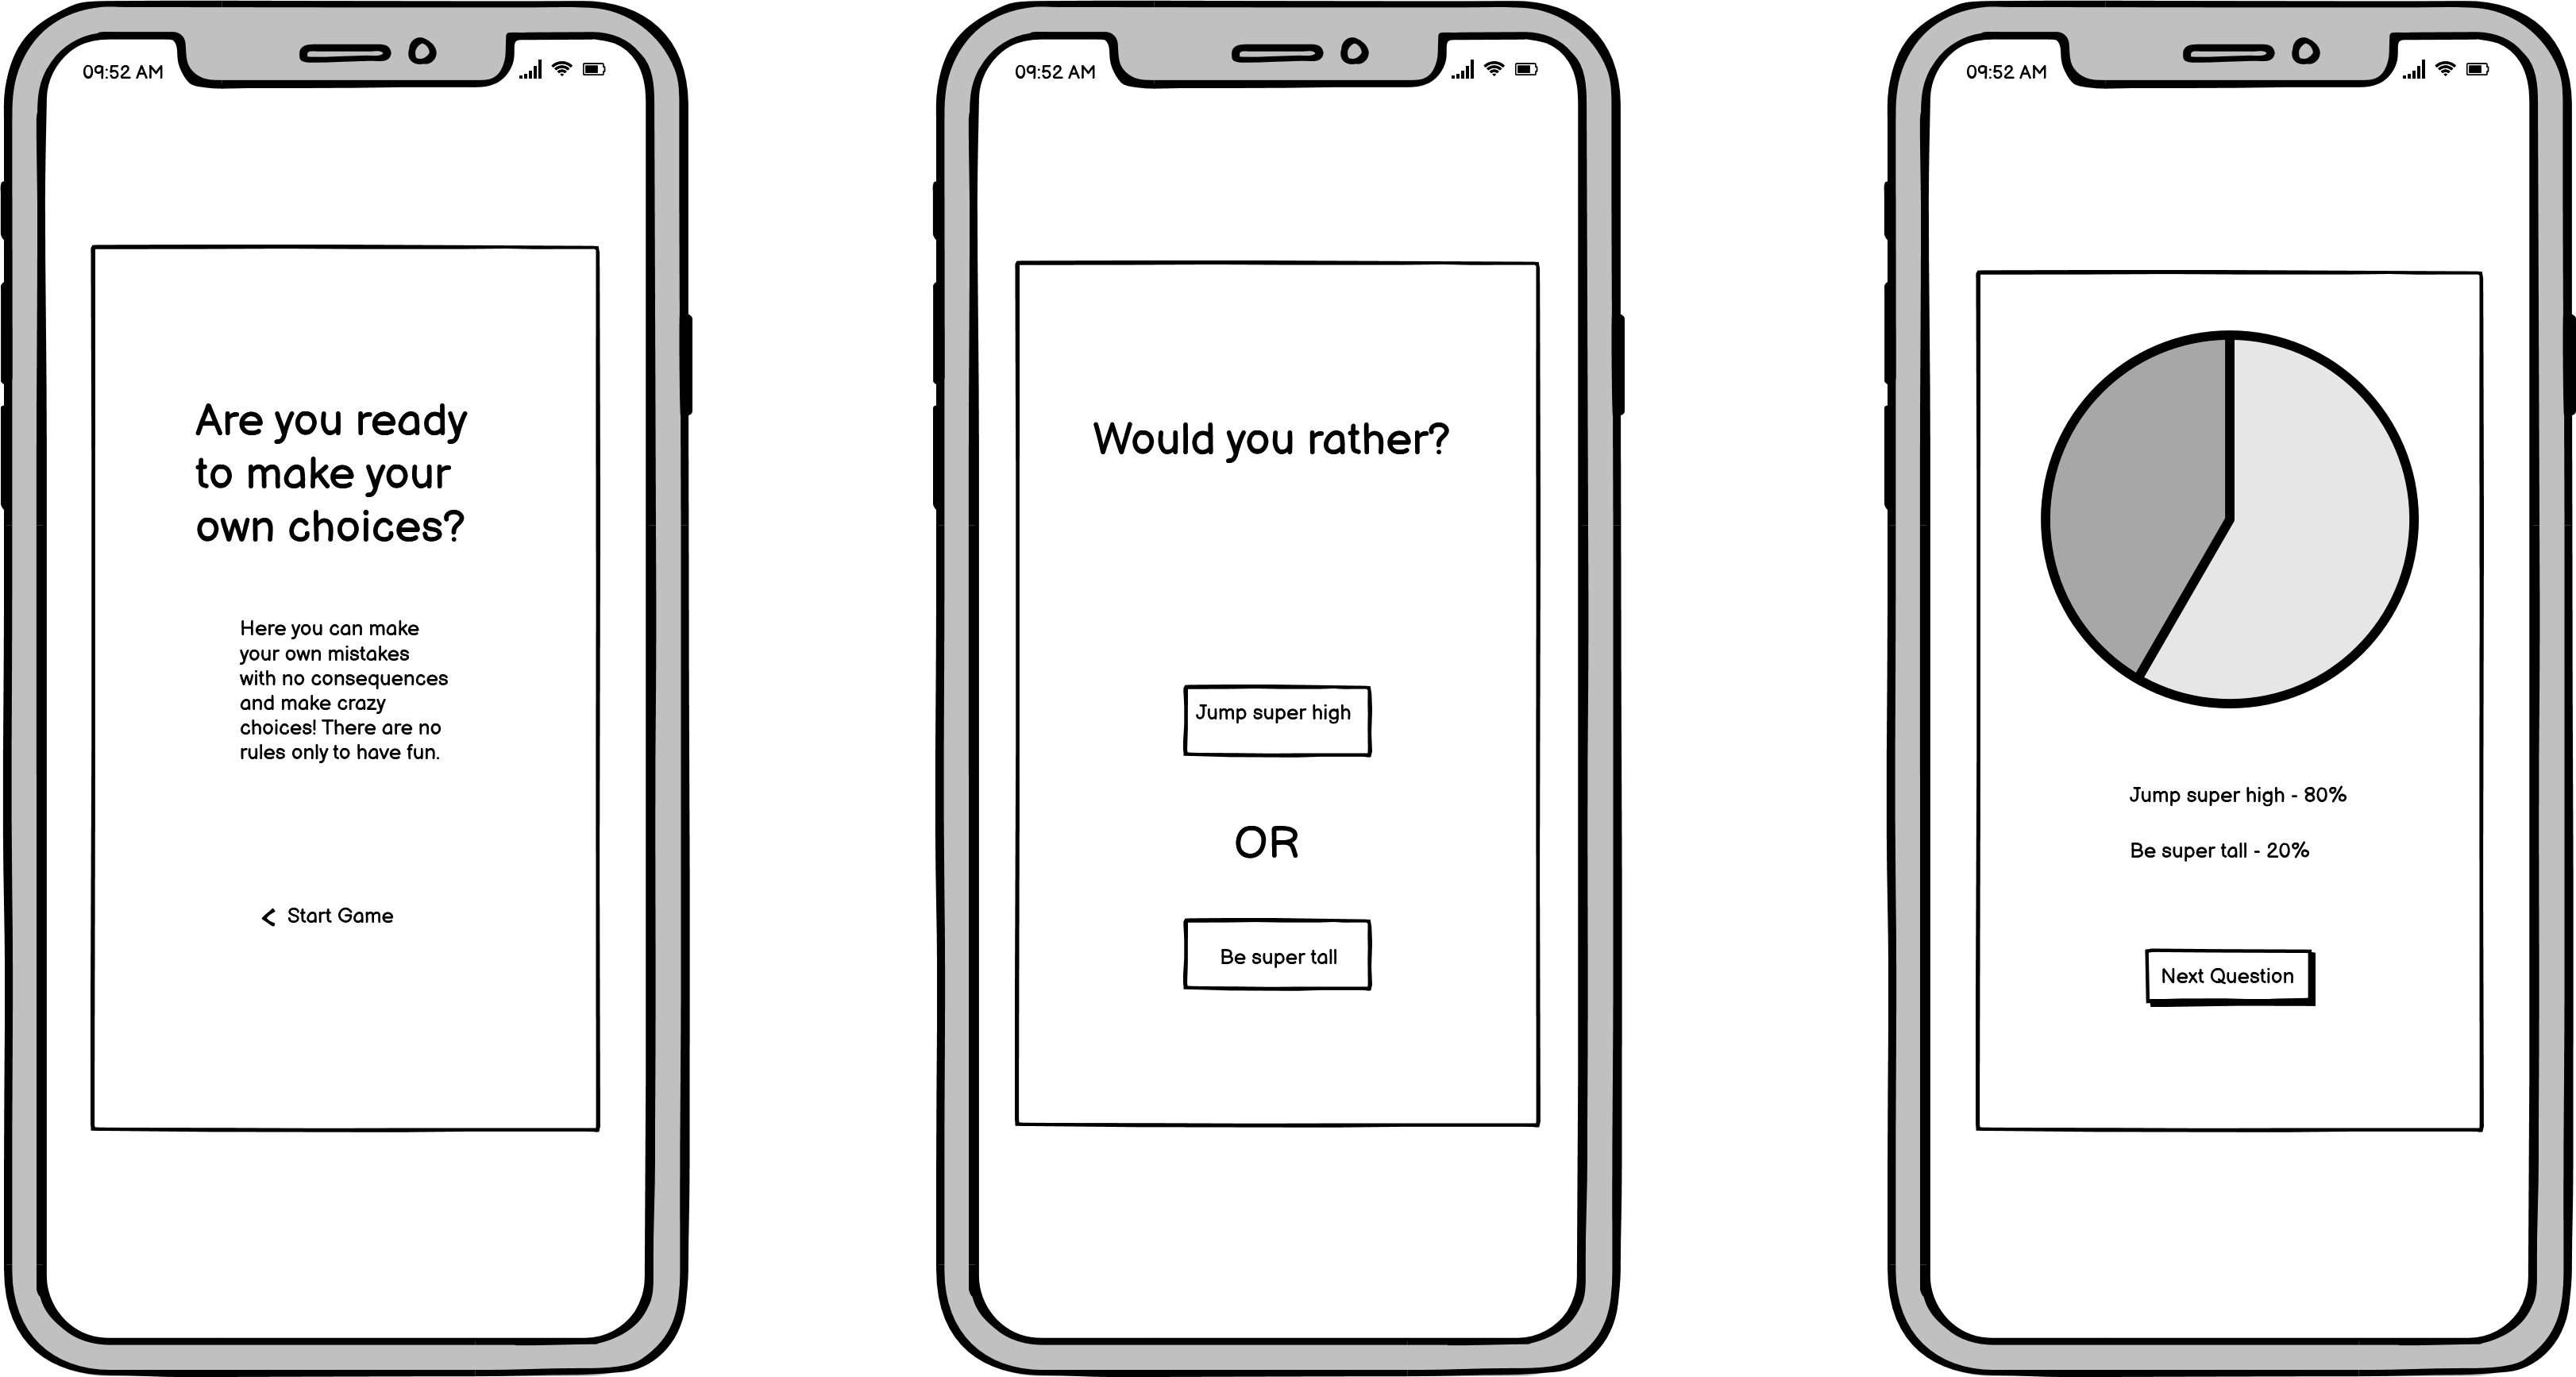 09:52 AM
Are you ready
to make your
own choices?
Here you can make
your own mistakes
with no consequences
and make crazy
choices! There are no
rules only to have fun.
< Start Game
09:52 AM
Would you rather?
Jump super high
OR
Be super tall
09:52 AM
Jump super high - 80%
Be super tall - 20%
Next Question